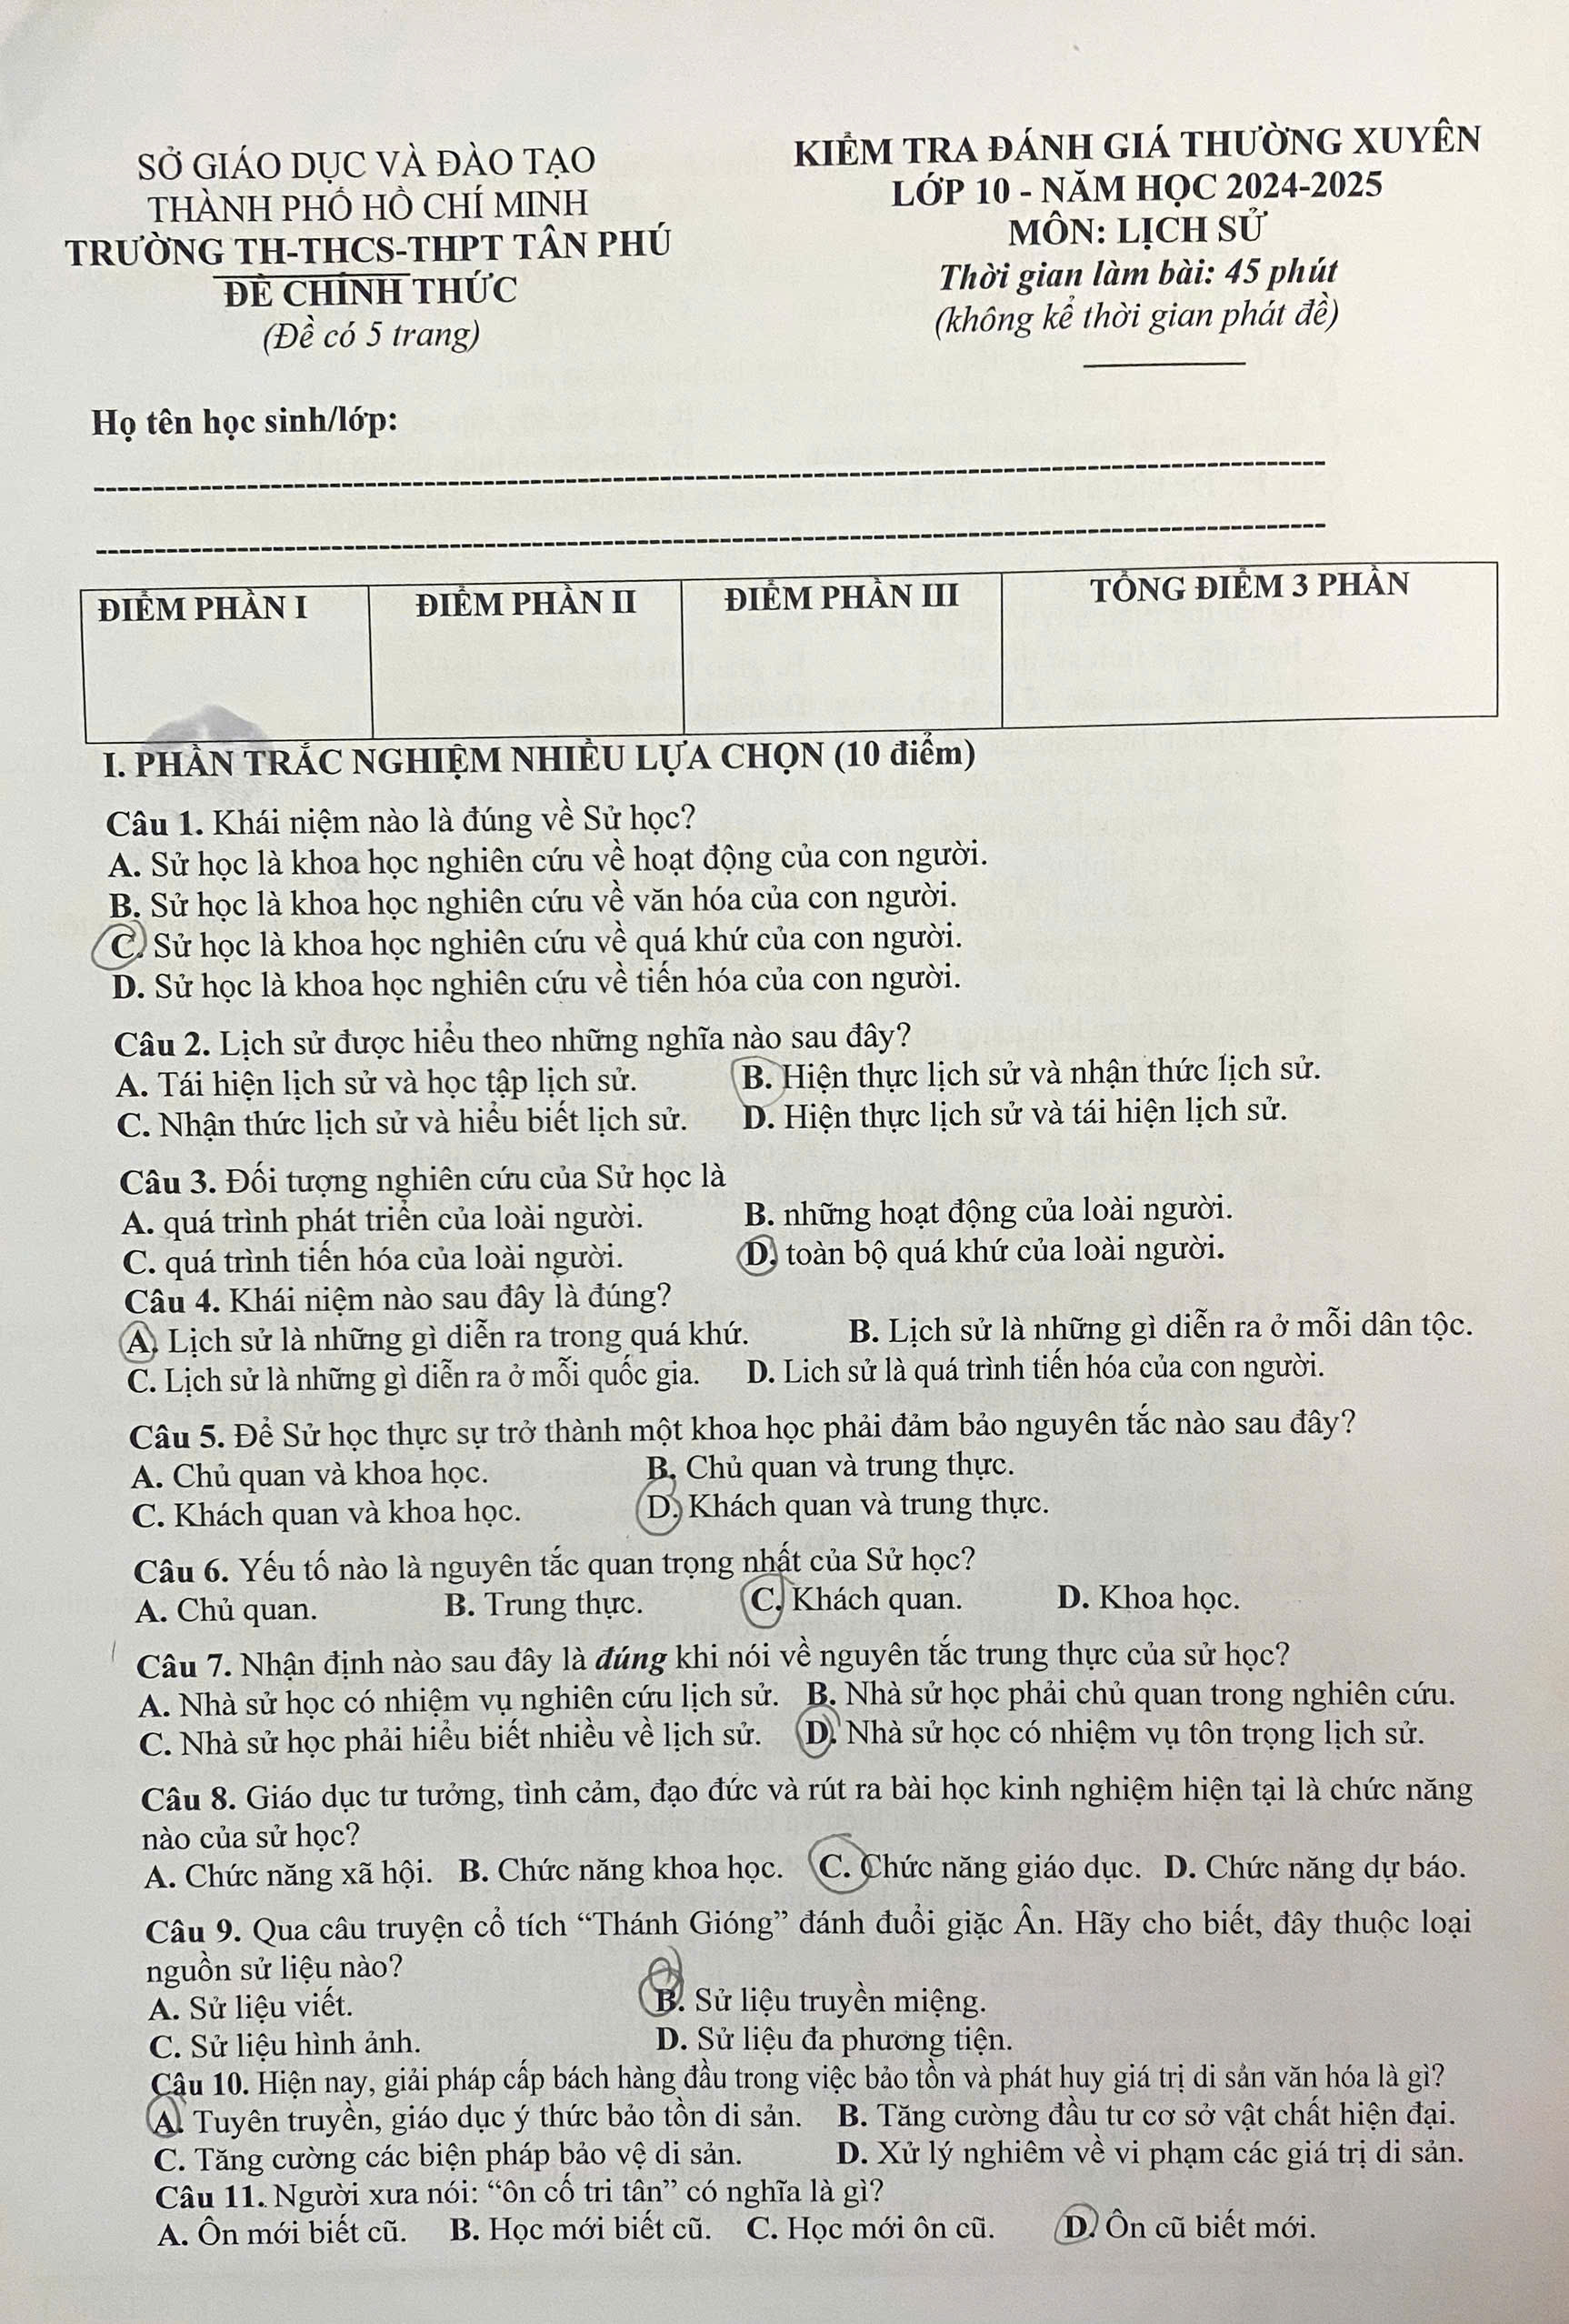 SỞ GIÁO DỤC VÀ ĐÀO TẠO
THÀNH PHỐ HỒ CHÍ MINH
TRƯỜNG TH-THCS-THPT TÂN PHÚ
ĐỀ CHÍNH THỨC
(Đề có 5 trang)
KIỂM TRA ĐÁNH GIÁ THƯỜNG XUYÊN
LỚP 10 - NĂM HỌC 2024-2025
MÔN: LỊCH SỬ
Thời gian làm bài: 45 phút
(không kể thời gian phát đề)
Họ tên học sinh/lớp:
ĐIỂM PHẦN I ĐIỂM PHẦN II ĐIỂM PHẦN III TỔNG ĐIỂM 3 PHẦN
I. PHẦN TRẮC NGHIỆM NHIỀU LỰA CHỌN (10 điểm)
Câu 1. Khái niệm nào là đúng về Sử học?
A. Sử học là khoa học nghiên cứu về hoạt động của con người.
B. Sử học là khoa học nghiên cứu về văn hóa của con người.
C. Sử học là khoa học nghiên cứu về quá khứ của con người.
D. Sử học là khoa học nghiên cứu về tiến hóa của con người.
Câu 2. Lịch sử được hiểu theo những nghĩa nào sau đây?
A. Tái hiện lịch sử và học tập lịch sử. B. Hiện thực lịch sử và nhận thức lịch sử.
C. Nhận thức lịch sử và hiểu biết lịch sử. D. Hiện thực lịch sử và tái hiện lịch sử.
Câu 3. Đối tượng nghiên cứu của Sử học là
A. quá trình phát triển của loài người. B. những hoạt động của loài người.
C. quá trình tiến hóa của loài người. D. toàn bộ quá khứ của loài người.
Câu 4. Khái niệm nào sau đây là đúng?
A. Lịch sử là những gì diễn ra trong quá khứ. B. Lịch sử là những gì diễn ra ở mỗi dân tộc.
C. Lịch sử là những gì diễn ra ở mỗi quốc gia. D. Lich sử là quá trình tiến hóa của con người.
Câu 5. Để Sử học thực sự trở thành một khoa học phải đảm bảo nguyên tắc nào sau đây?
A. Chủ quan và khoa học. B. Chủ quan và trung thực.
C. Khách quan và khoa học. D. Khách quan và trung thực.
Câu 6. Yếu tố nào là nguyên tắc quan trọng nhất của Sử học?
A. Chủ quan. B. Trung thực. C. Khách quan. D. Khoa học.
Câu 7. Nhận định nào sau đây là đúng khi nói về nguyên tắc trung thực của sử học?
A. Nhà sử học có nhiệm vụ nghiên cứu lịch sử. B. Nhà sử học phải chủ quan trong nghiên cứu.
C. Nhà sử học phải hiểu biết nhiều về lịch sử. D. Nhà sử học có nhiệm vụ tôn trọng lịch sử.
Câu 8. Giáo dục tư tưởng, tình cảm, đạo đức và rút ra bài học kinh nghiệm hiện tại là chức năng
nào của sử học?
A. Chức năng xã hội. B. Chức năng khoa học. C. Chức năng giáo dục. D. Chức năng dự báo.
Câu 9. Qua câu truyện cổ tích “Thánh Gióng” đánh đuổi giặc Ân. Hãy cho biết, đây thuộc loại
nguồn sử liệu nào?
A. Sử liệu viết. B. Sử liệu truyền miệng.
C. Sử liệu hình ảnh. D. Sử liệu đa phương tiện.
Câu 10. Hiện nay, giải pháp cấp bách hàng đầu trong việc bảo tồn và phát huy giá trị di sản văn hóa là gì?
A. Tuyên truyền, giáo dục ý thức bảo tồn di sản. B. Tăng cường đầu tư cơ sở vật chất hiện đại.
C. Tăng cường các biện pháp bảo vệ di sản. D. Xử lý nghiêm về vi phạm các giá trị di sản.
Câu 11. Người xưa nói: “ôn cố tri tân” có nghĩa là gì?
A. Ôn mới biết cũ. B. Học mới biết cũ. C. Học mới ôn cũ. D. Ôn cũ biết mới.